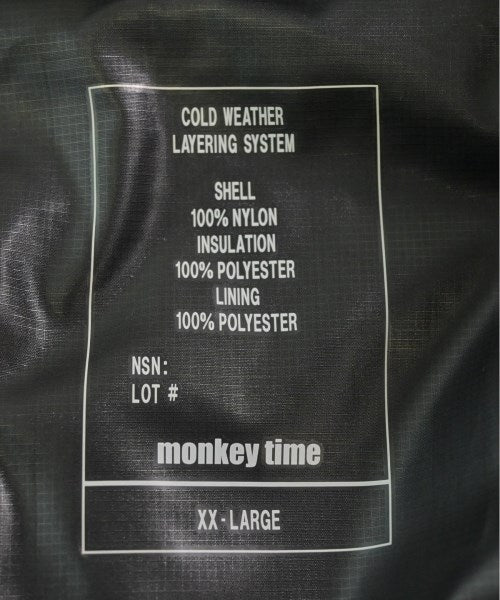 COLD WEATHER
LAYERING SYSTEM
SHELL
100% NYLON
INSULATION
100% POLYESTER
LINING
100% POLYESTER
NSN:
LOT #
monkey time
XX-LARGE